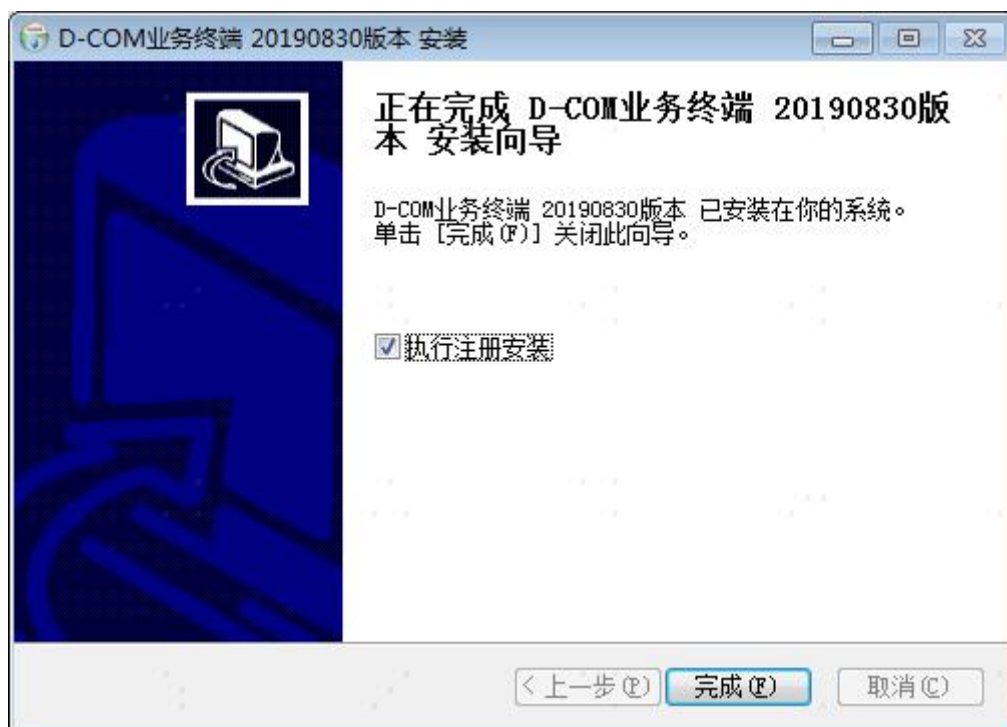 D-COM业务终端 20190830版本 安装
正在完成 D-COM业务终端 20190830版
本 安装向导
D-COM业务终端 20190830版本 已安装在你的系统。
单击 [完成(F)] 关闭此向导。
执行注册安装
< 上一步(P) 完成(F) 取消(C)